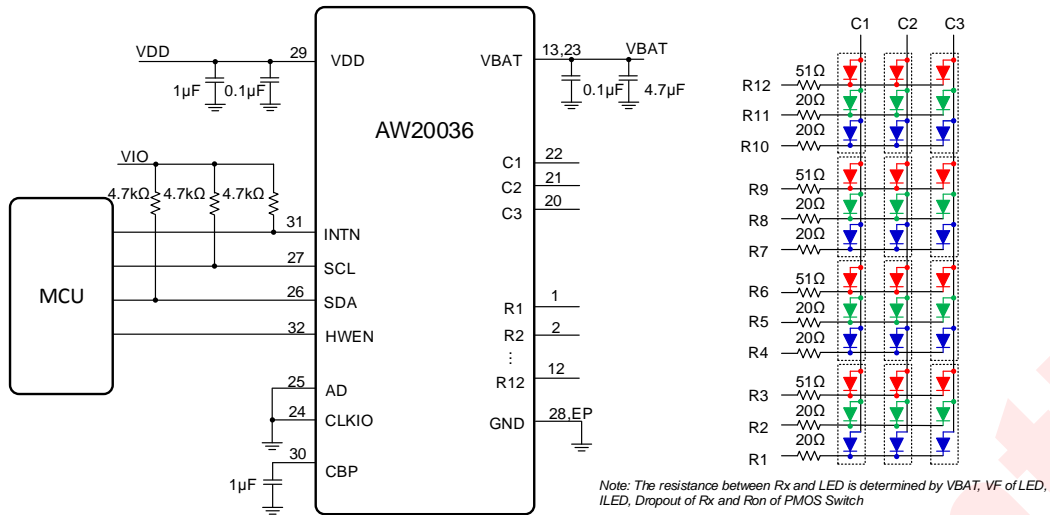 VDD
29
VDD
1μF
0.1μF
VBAT
13,23
VBAT
0.1μF
4.7μF
AW20036
VIO
4.7kΩ
4.7kΩ
4.7kΩ
MCU
31
INTN
27
SCL
26
SDA
32
HWEN
25
AD
24
CLKIO
30
CBP
1μF
C1
22
C2
21
C3
20
R1
1
R2
2
⋮
R12
12
GND
28,EP
C1
C2
C3
51Ω
R12
20Ω
R11
20Ω
R10
51Ω
R9
20Ω
R8
20Ω
R7
51Ω
R6
20Ω
R5
20Ω
R4
51Ω
R3
20Ω
R2
20Ω
R1
Note: The resistance between Rx and LED is determined by VBAT, VF of LED,
ILED, Dropout of Rx and Ron of PMOS Switch